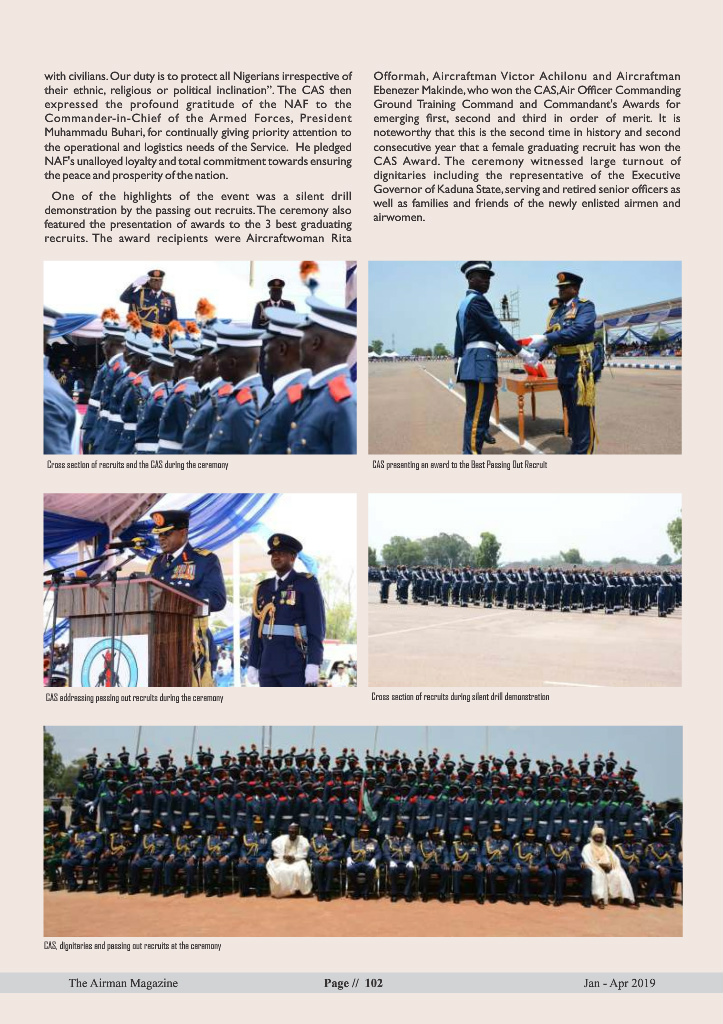 with civilians. Our duty is to protect all Nigerians irrespective of
their ethnic, religious or political inclination”. The CAS then
expressed the profound gratitude of the NAF to the
Commander-in-Chief of the Armed Forces, President
Muhammadu Buhari, for continually giving priority attention to
the operational and logistics needs of the Service. He pledged
NAF's unalloyed loyalty and total commitment towards ensuring
the peace and prosperity of the nation.
One of the highlights of the event was a silent drill
demonstration by the passing out recruits. The ceremony also
featured the presentation of awards to the 3 best graduating
recruits. The award recipients were Aircraftwoman Rita
Offormah, Aircraftman Victor Achilonu and Aircraftman
Ebenezer Makinde, who won the CAS,Air Officer Commanding
Ground Training Command and Commandant's Awards for
emerging first, second and third in order of merit. It is
noteworthy that this is the second time in history and second
consecutive year that a female graduating recruit has won the
CAS Award. The ceremony witnessed large turnout of
dignitaries including the representative of the Executive
Governor of Kaduna State, serving and retired senior officers as
well as families and friends of the newly enlisted airmen and
airwomen.
Cross section of recruits and the CAS during the ceremony
CAS presenting an award to the Best Passing Out Recruit
CAS addressing passing out recruits during the ceremony
Cross section of recruits during silent drill demonstration
CAS, dignitaries and passing out recruits at the ceremony
The Airman Magazine
Page // 102
Jan - Apr 2019